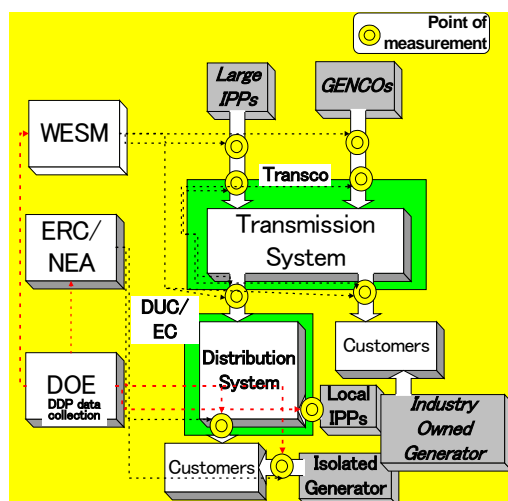 Point of
measurement
Large
IPPs
GENCOs
WESM
Transco
Transmission
System
ERC/
NEA
DUC/
EC
Distribution
System
Customers
DOE
DDP data
collection
Local
IPPs
Industry
Owned
Generator
Customers
Isolated
Generator